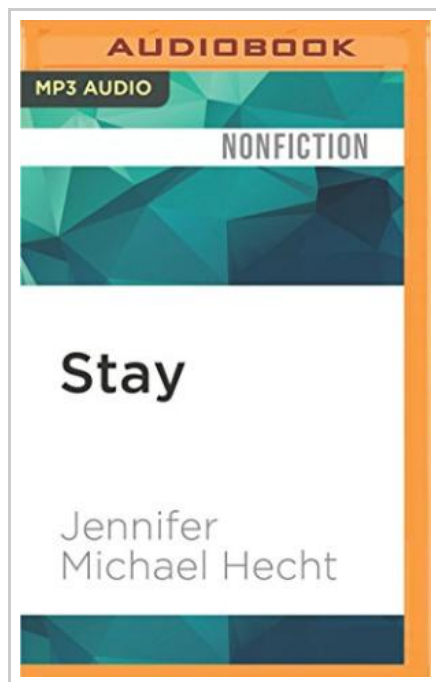 AUDIOBOOK
MP3 AUDIO
NONFICTION
Stay
Jennifer
Michael Hecht